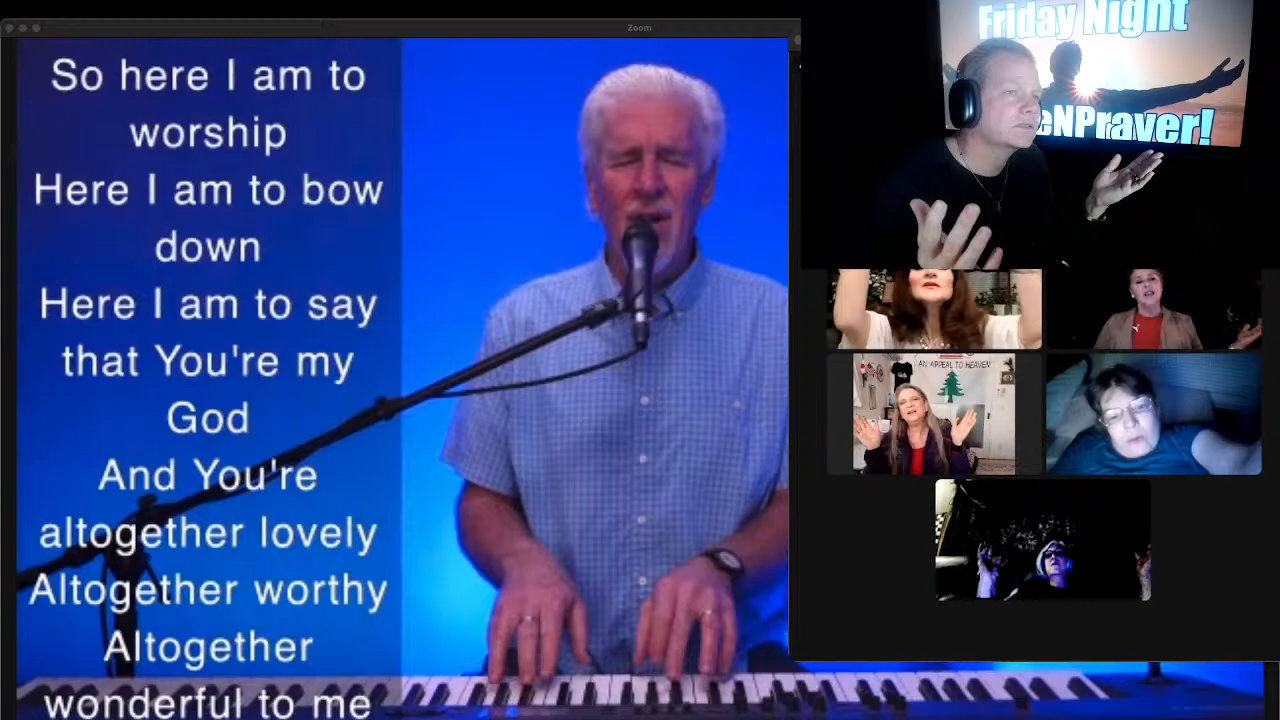 Zoom
So here I am to
worship
Here I am to bow
down
Here I am to say
that You're my
God
And You're
altogether lovely
Altogether worthy
Altogether
wonderful to me
Friday Night
eNPrayer!
AN APPEAL TO HEAVEN